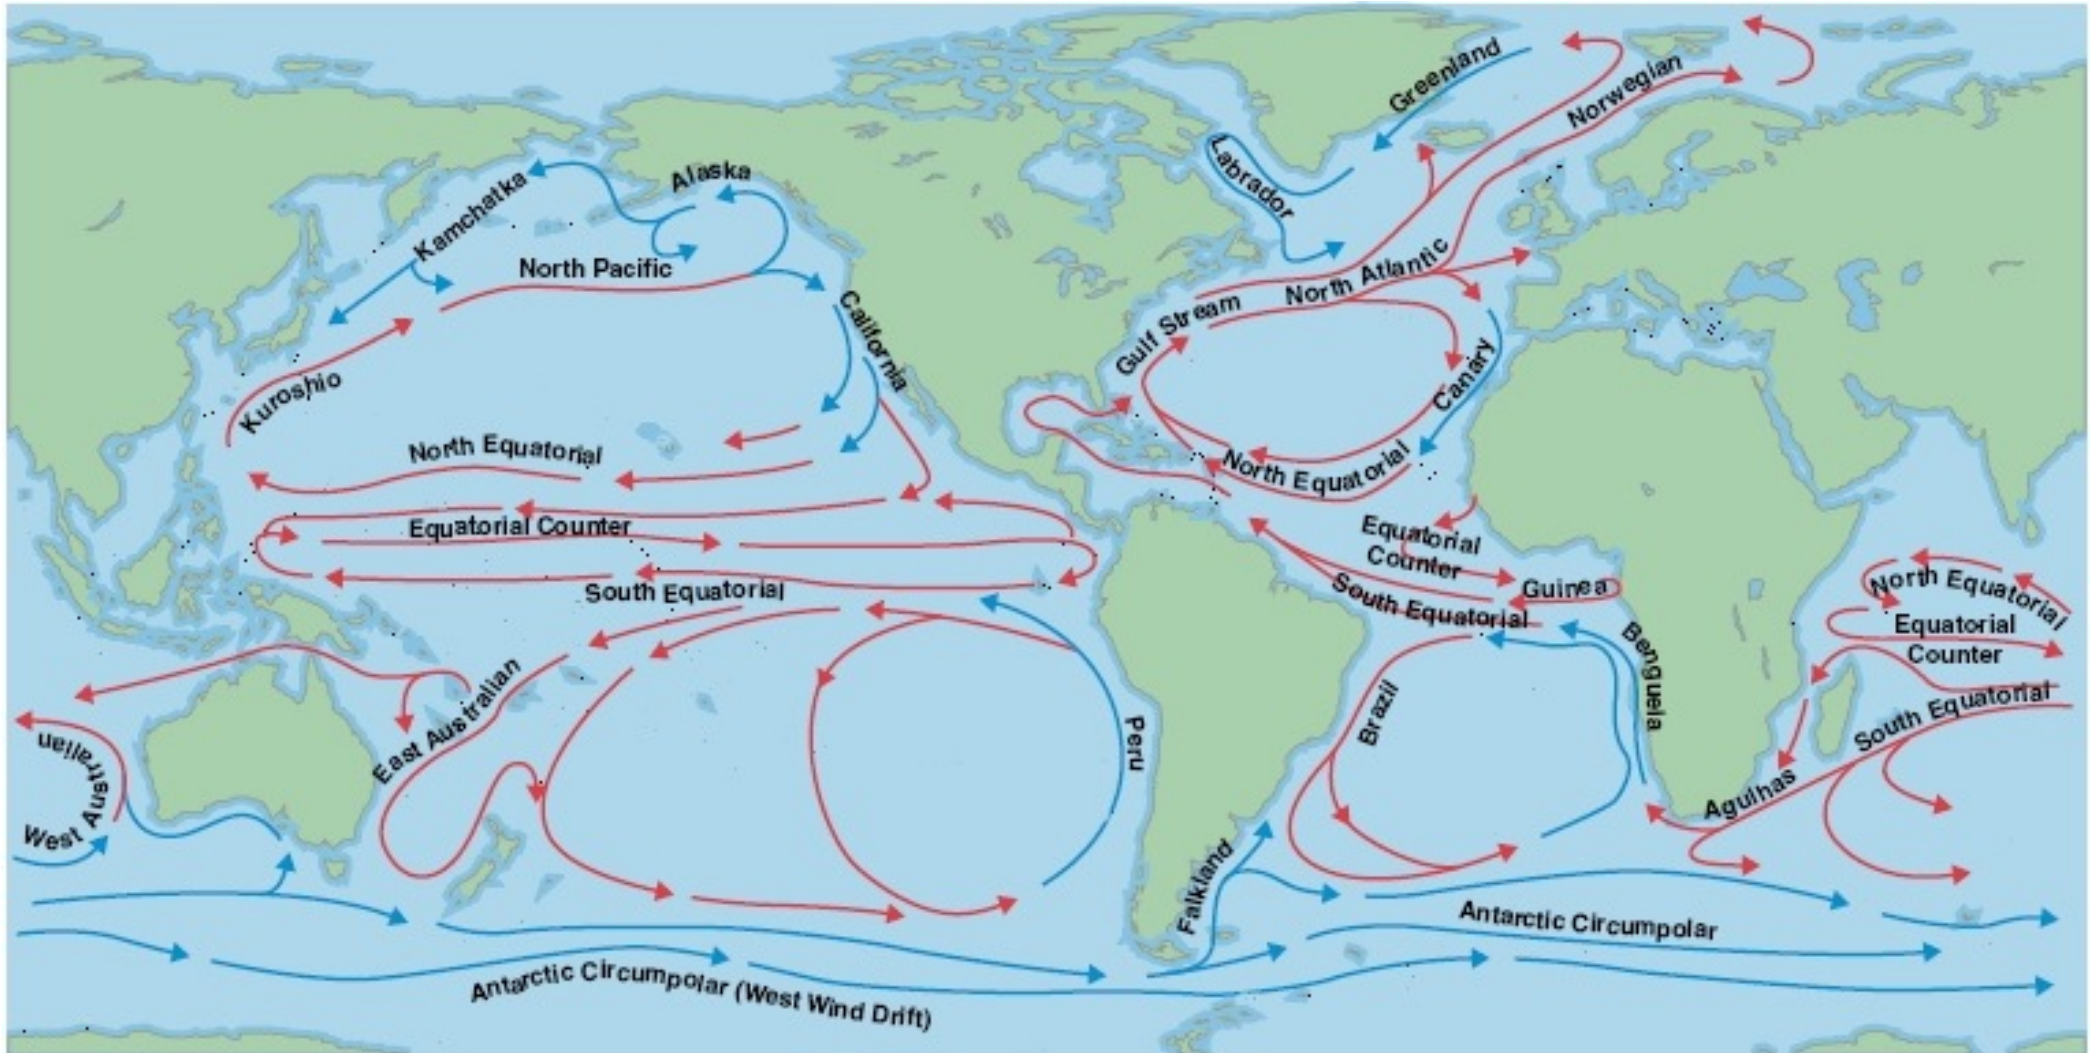 Greenland
Norwegian
Labrador
Alaska
Kamchatka
North Pacific
North Atlantic
Gulf Stream
California
Canary
Kuroshio
North Equatorial
North Equatorial
Equatorial Counter
Equatorial
Counter
Guinea
North Equatorial
South Equatorial
South Equatorial
Equatorial
Counter
Benguela
East Australian
Peru
Brazil
South Equatorial
West Australian
Agulhas
Falkland
Antarctic Circumpolar
Antarctic Circumpolar (West Wind Drift)